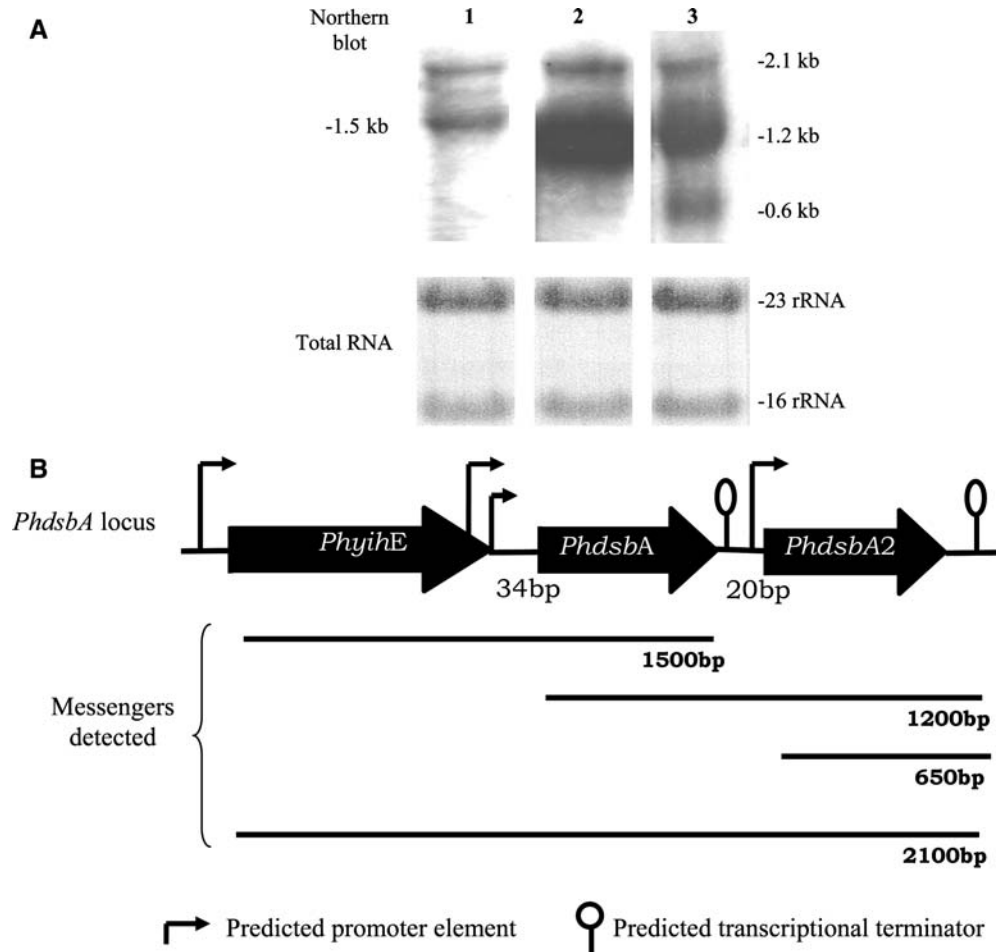 A
Northern
blot
1 2 3
-2.1 kb
-1.5 kb
-1.2 kb
-0.6 kb
Total RNA
-23 rRNA
-16 rRNA
B
PhdsbA locus
PhyihE
PhdsbA
PhdsbA2
34bp
20bp
Messengers
detected
1500bp
1200bp
650bp
2100bp
Predicted promoter element
Predicted transcriptional terminator